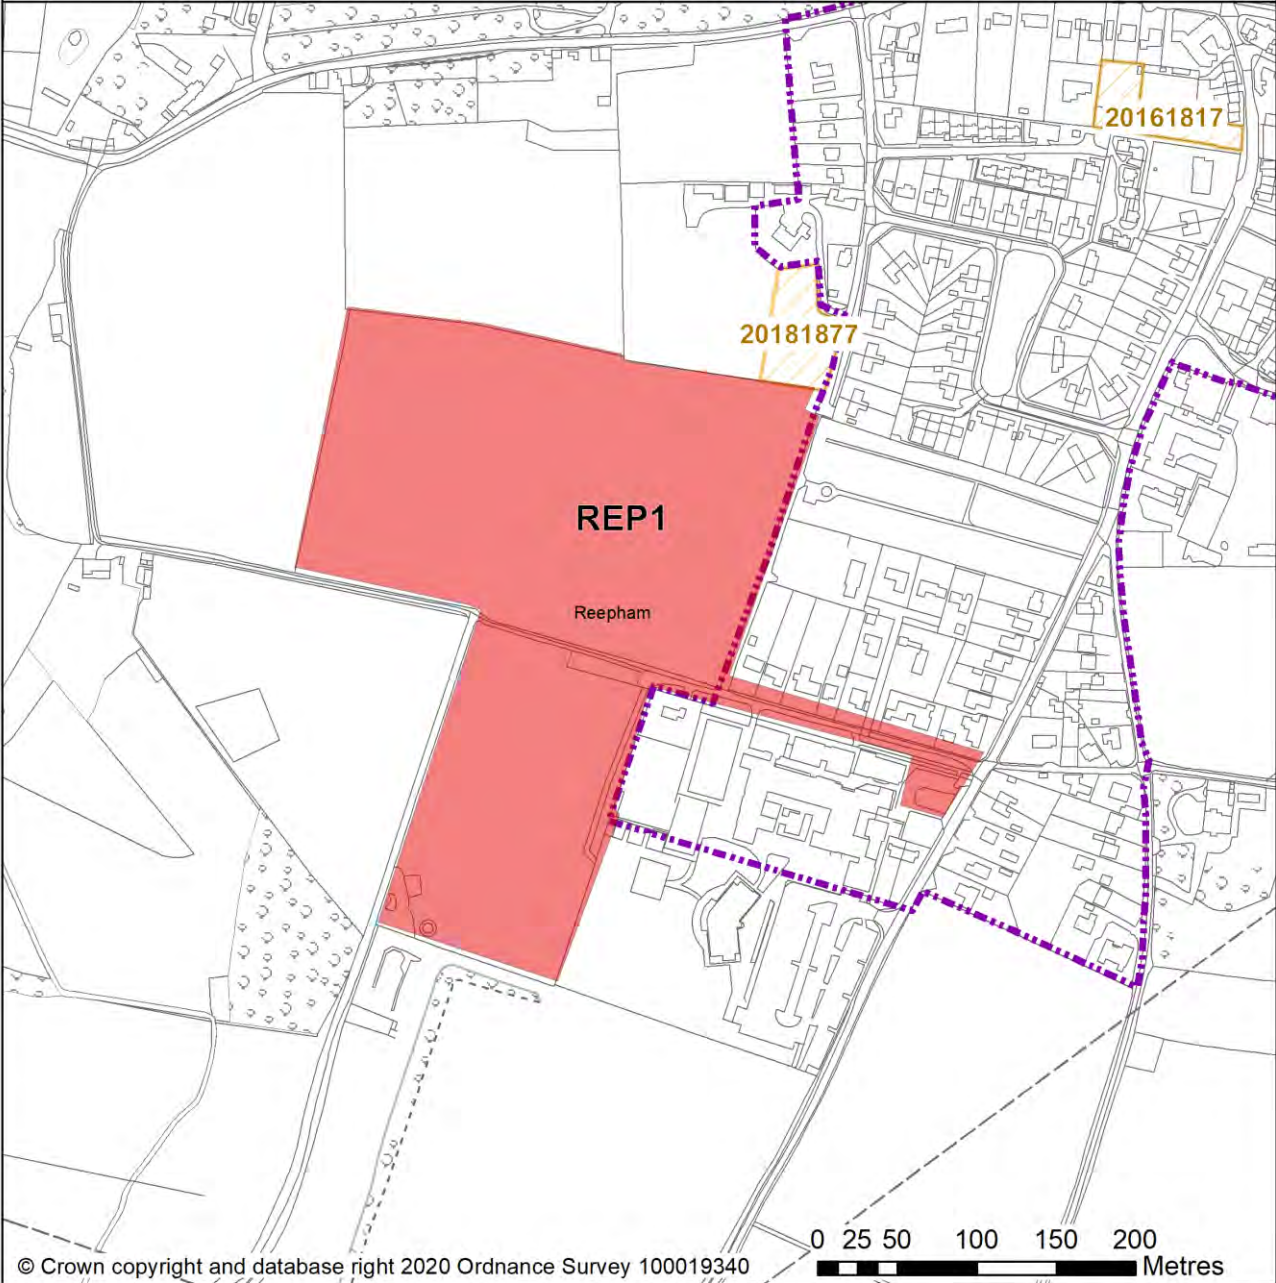 20161817
20181877
REP1
Reepham
0 25 50 100 150 200
Metres
© Crown copyright and database right 2020 Ordnance Survey 100019340